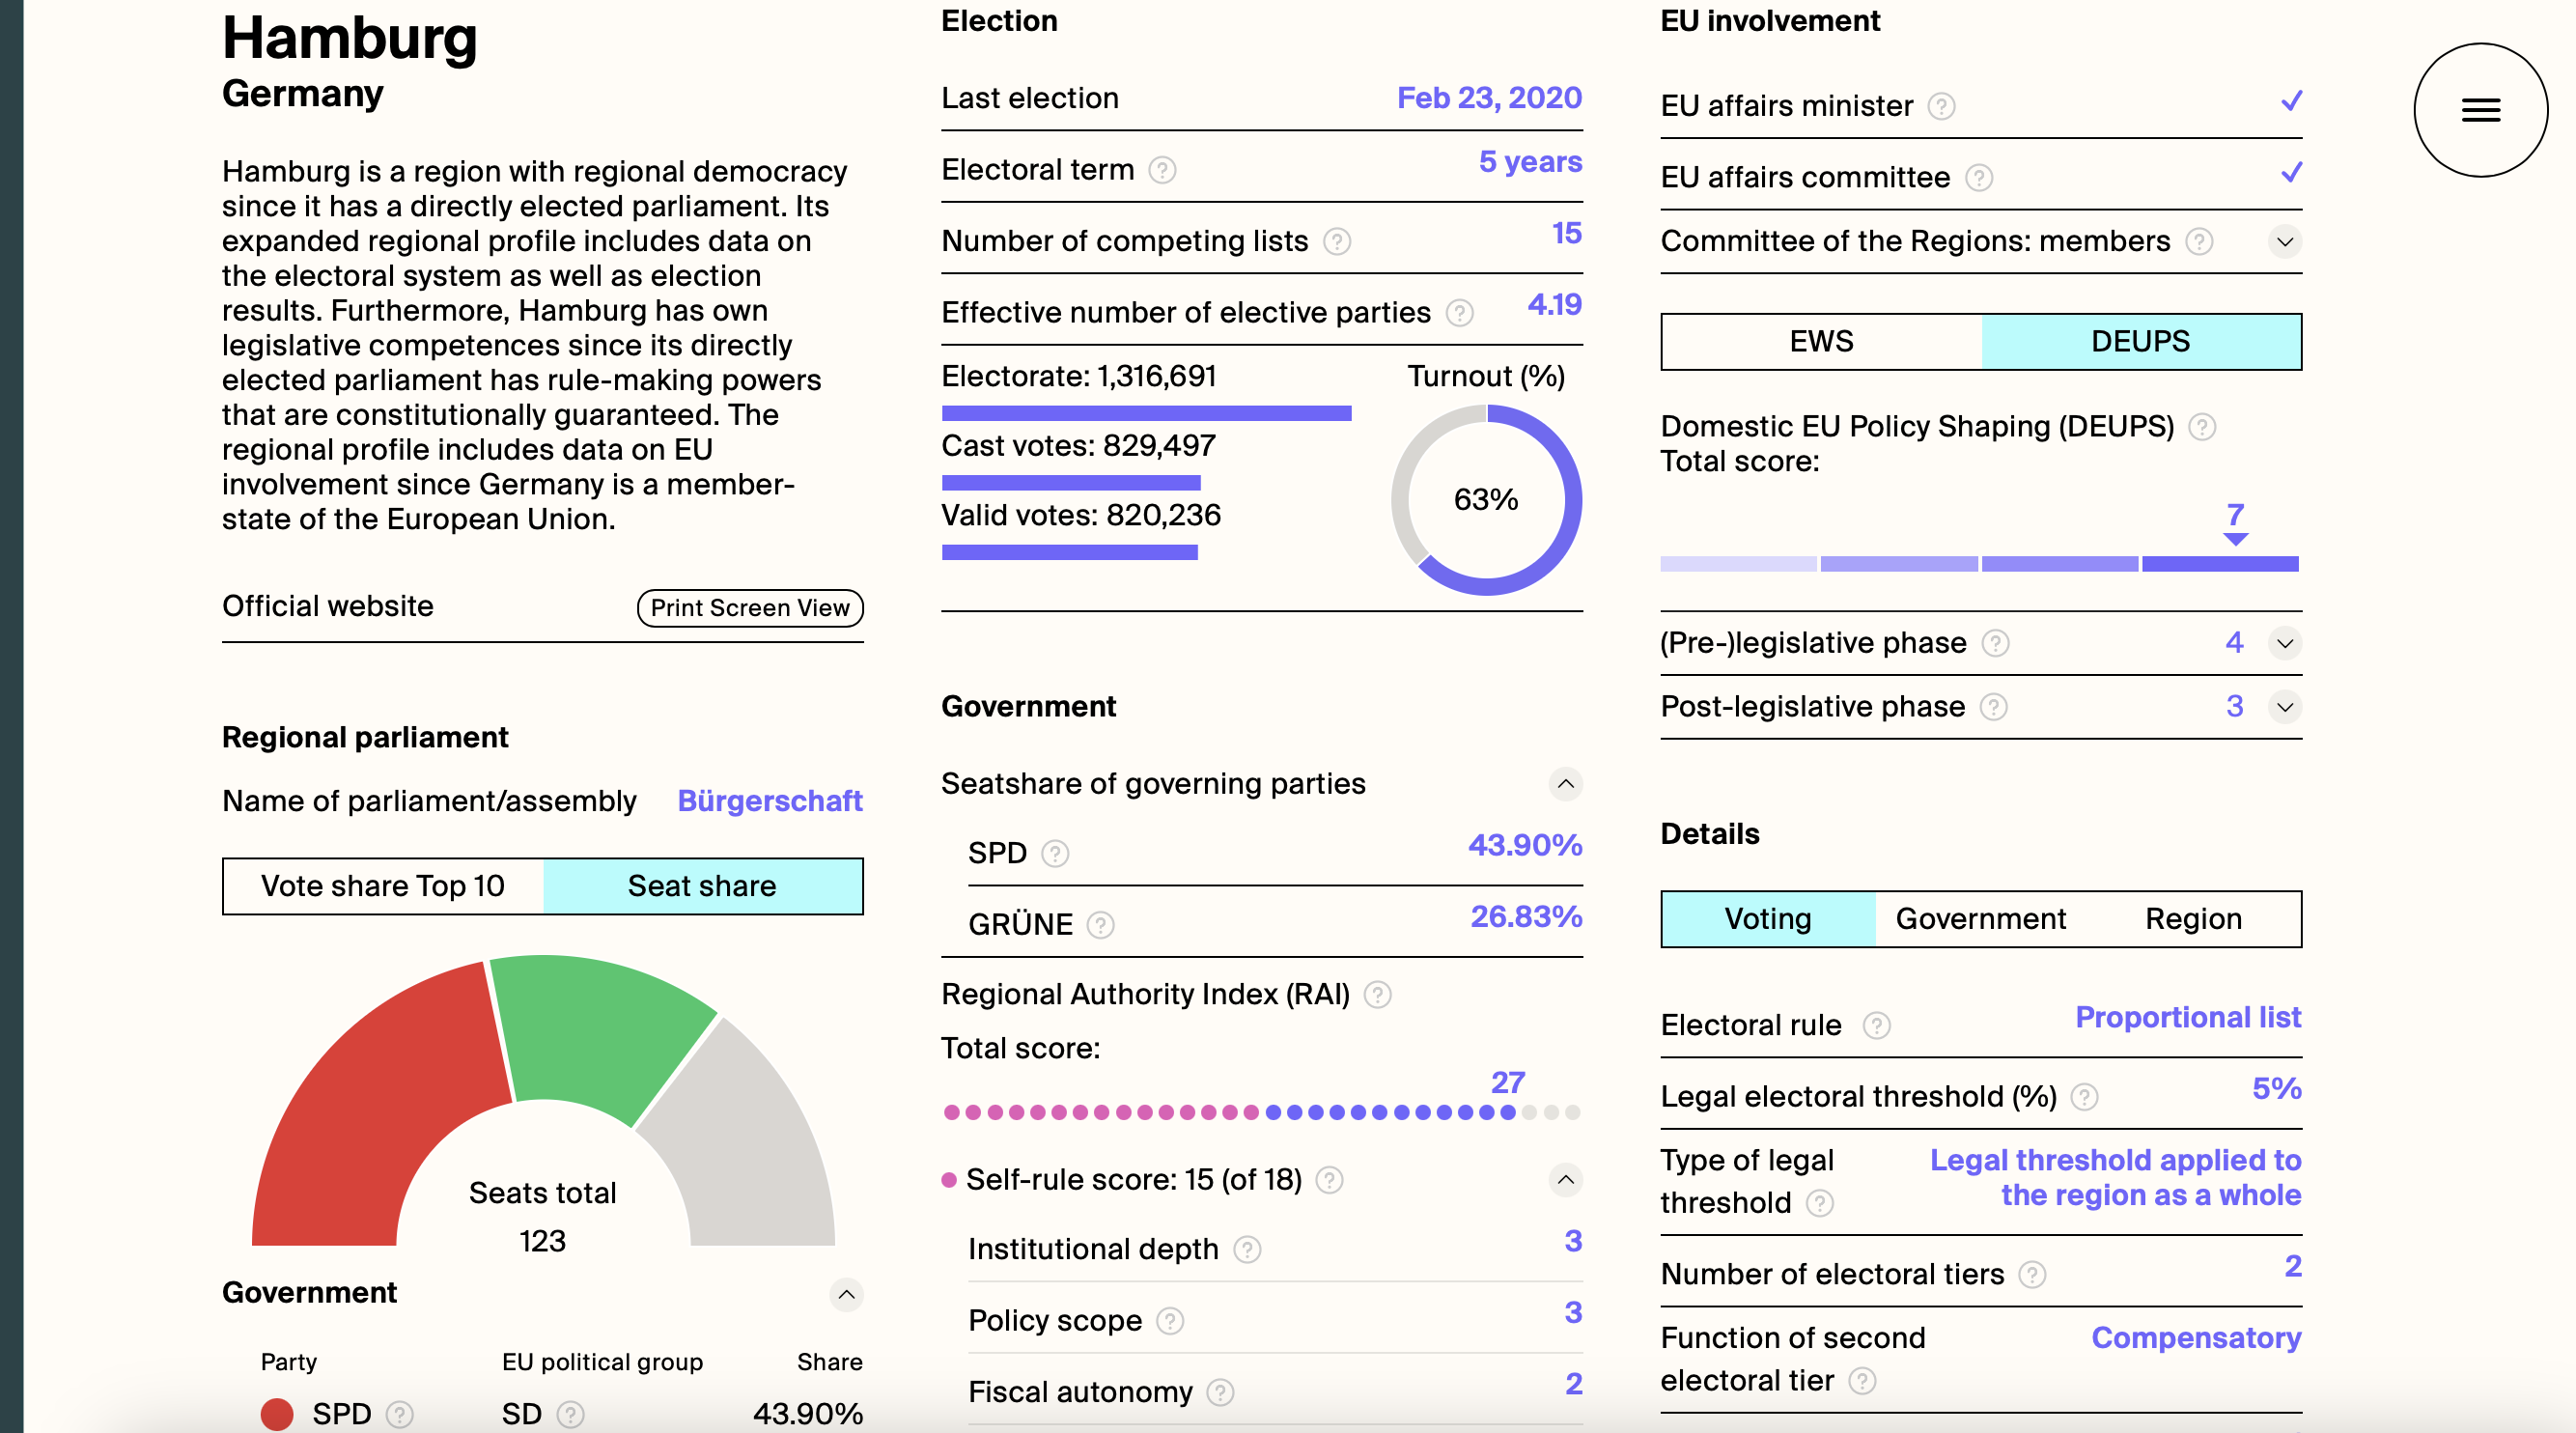 Hamburg
Germany
Hamburg is a region with regional democracy
since it has a directly elected parliament. Its
expanded regional profile includes data on
the electoral system as well as election
results. Furthermore, Hamburg has own
legislative competences since its directly
elected parliament has rule-making powers
that are constitutionally guaranteed. The
regional profile includes data on EU
involvement since Germany is a member-
state of the European Union.
Official website Print Screen View
Regional parliament
Name of parliament/assembly Bürgerschaft
Vote share Top 10 Seat share
Seats total
123
Government
Party EU political group Share
SPD ? SD ? 43.90%
Election
Last election Feb 23, 2020
Electoral term ? 5 years
Number of competing lists ? 15
Effective number of elective parties ? 4.19
Electorate: 1,316,691 Turnout (%)
Cast votes: 829,497
63%
Valid votes: 820,236
Government
Seatshare of governing parties
SPD ? 43.90%
GRÜNE ? 26.83%
Regional Authority Index (RAI) ?
Total score:
27
Self-rule score: 15 (of 18) ?
Institutional depth ? 3
Policy scope ? 3
Fiscal autonomy ? 2
EU involvement
EU affairs minister ?
EU affairs committee ?
Committee of the Regions: members ?
EWS DEUPS
Domestic EU Policy Shaping (DEUPS) ?
Total score:
7
(Pre-)legislative phase ? 4
Post-legislative phase ? 3
Details
Voting Government Region
Electoral rule ? Proportional list
Legal electoral threshold (%) ? 5%
Type of legal Legal threshold applied to
threshold ? the region as a whole
Number of electoral tiers ? 2
Function of second Compensatory
electoral tier ?